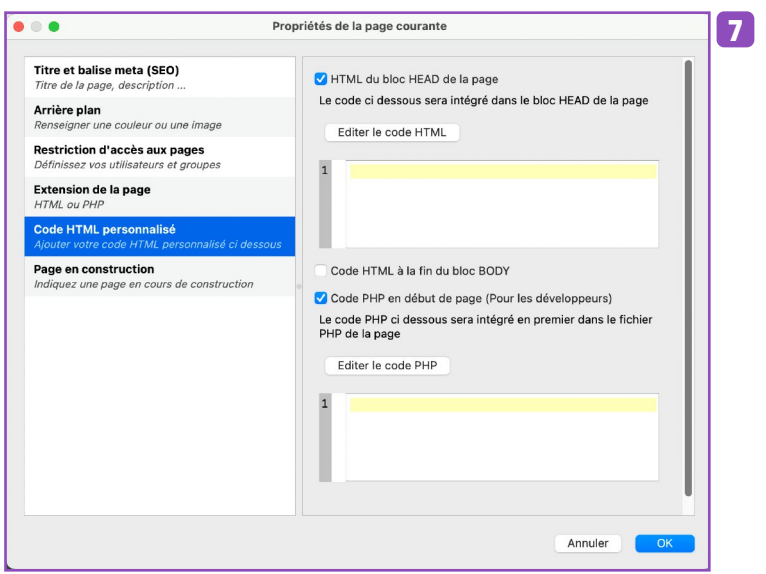 Propriétés de la page courante
7
Titre et balise meta (SEO)
Titre de la page, description ...
Arrière plan
Renseigner une couleur ou une image
Restriction d'accès aux pages
Définissez vos utilisateurs et groupes
Extension de la page
HTML ou PHP
Code HTML personnalisé
Ajouter votre code HTML personnalisé ci dessous
Page en construction
Indiquez une page en cours de construction
HTML du bloc HEAD de la page
Le code ci dessous sera intégré dans le bloc HEAD de la page
Editer le code HTML
1
Code HTML à la fin du bloc BODY
Code PHP en début de page (Pour les développeurs)
Le code PHP ci dessous sera intégré en premier dans le fichier
PHP de la page
Editer le code PHP
1
Annuler
OK